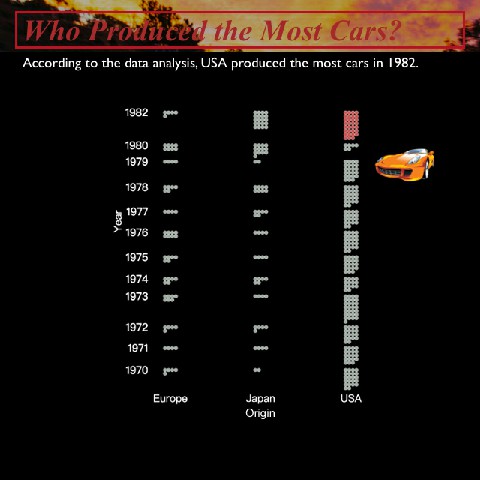 Who Produced the Most Cars?
According to the data analysis, USA produced the most cars in 1982.
1982
1980
1979
1978
1977
Year
1976
1975
1974
1973
1972
1971
1970
Europe Japan USA
Origin